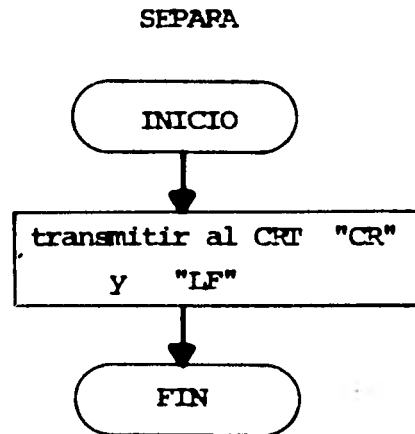 SEPARA
INICIO
transmitir al CRT "CR"
y "LF"
FIN